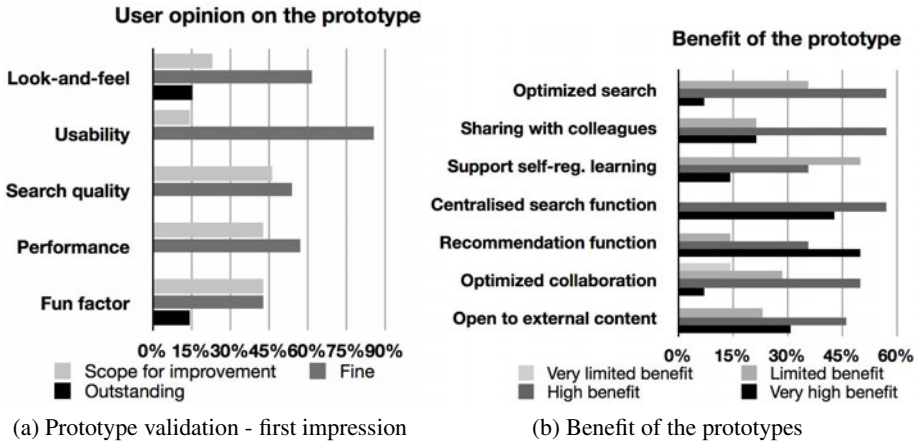 User opinion on the prototype
Look-and-feel
Usability
Search quality
Performance
Fun factor
0% 15% 30% 45% 60% 75% 90%
Scope for improvement
Fine
Outstanding
(a) Prototype validation - first impression
Benefit of the prototype
Optimized search
Sharing with colleagues
Support self-reg. learning
Centralised search function
Recommendation function
Optimized collaboration
Open to external content
0% 15% 30% 45% 60%
Very limited benefit
Limited benefit
High benefit
Very high benefit
(b) Benefit of the prototypes